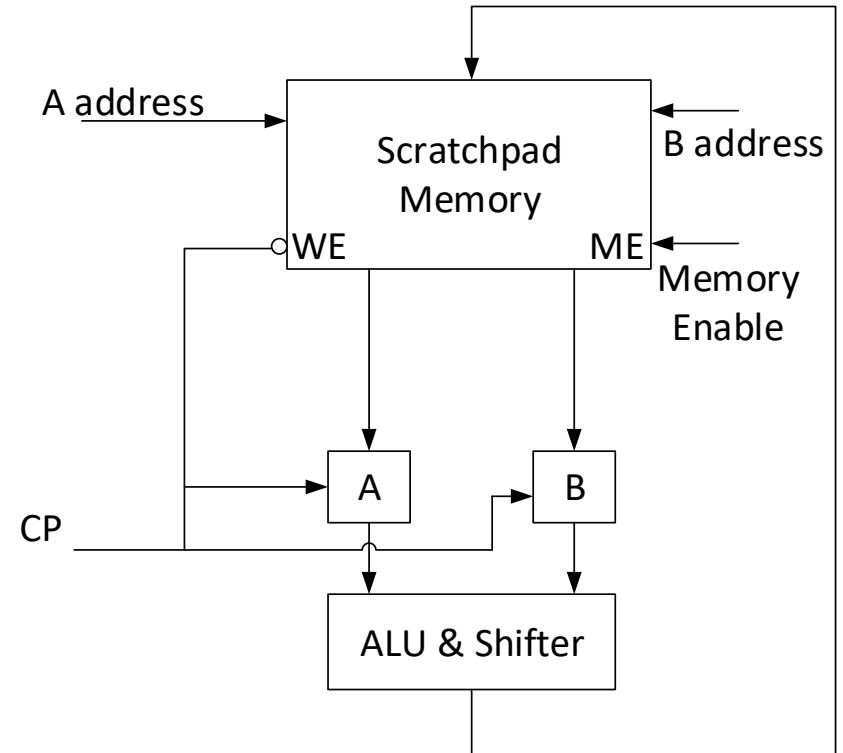 A address
Scratchpad
Memory
B address
WE
ME
Memory
Enable
A
B
CP
ALU & Shifter